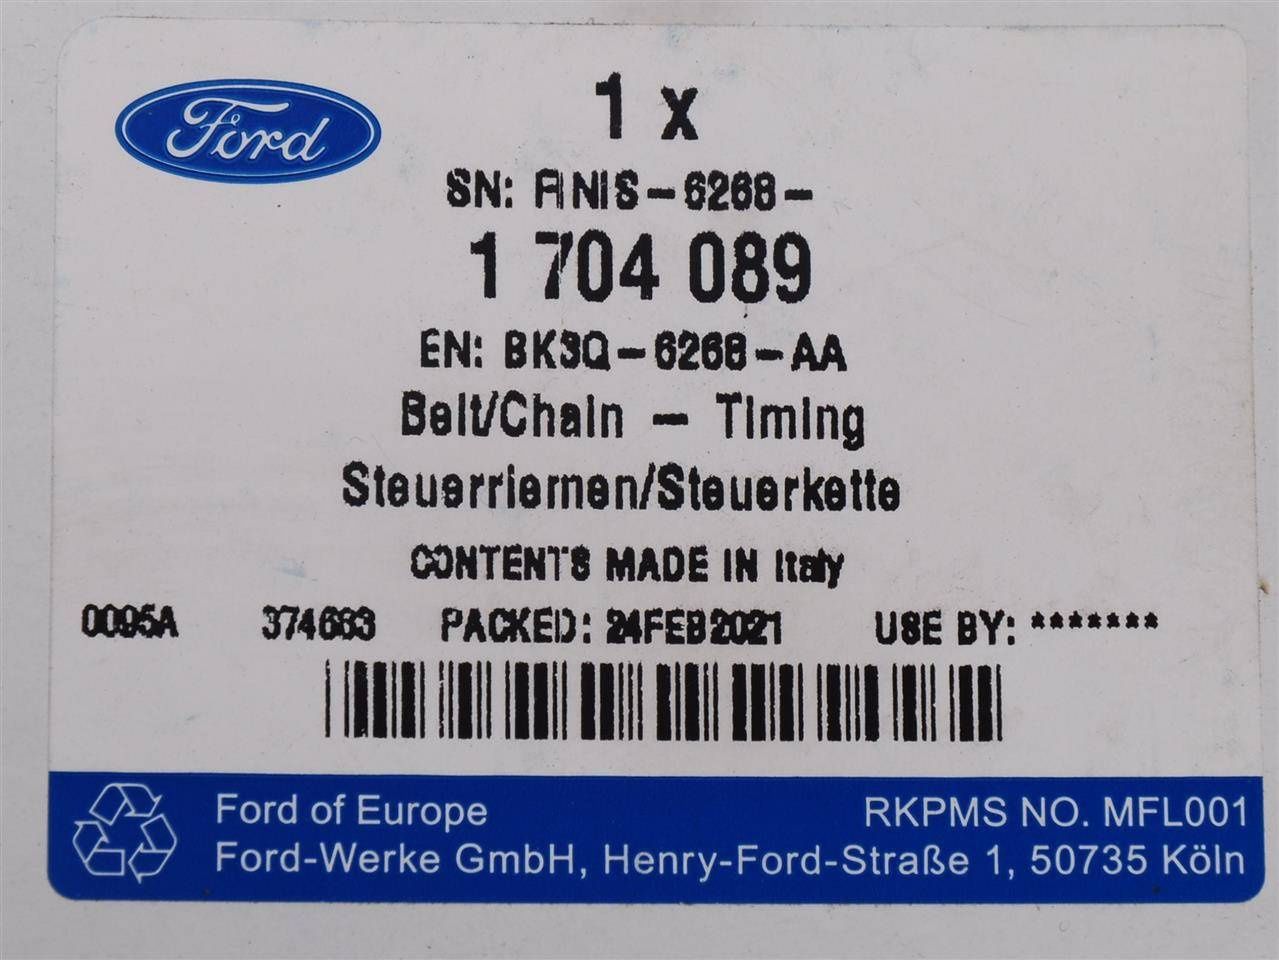 Ford
1 x
SN: FINIS-6268-
1 704 089
EN: BK3Q-6268-AA
Belt/Chain - Timing
Steuerriemen/Steuerkette
CONTENTS MADE IN Italy
0095A 374683 PACKED: 24FEB2021 USE BY: *******
Ford of Europe RKPMS NO. MFL001
Ford-Werke GmbH, Henry-Ford-Straße 1, 50735 Köln